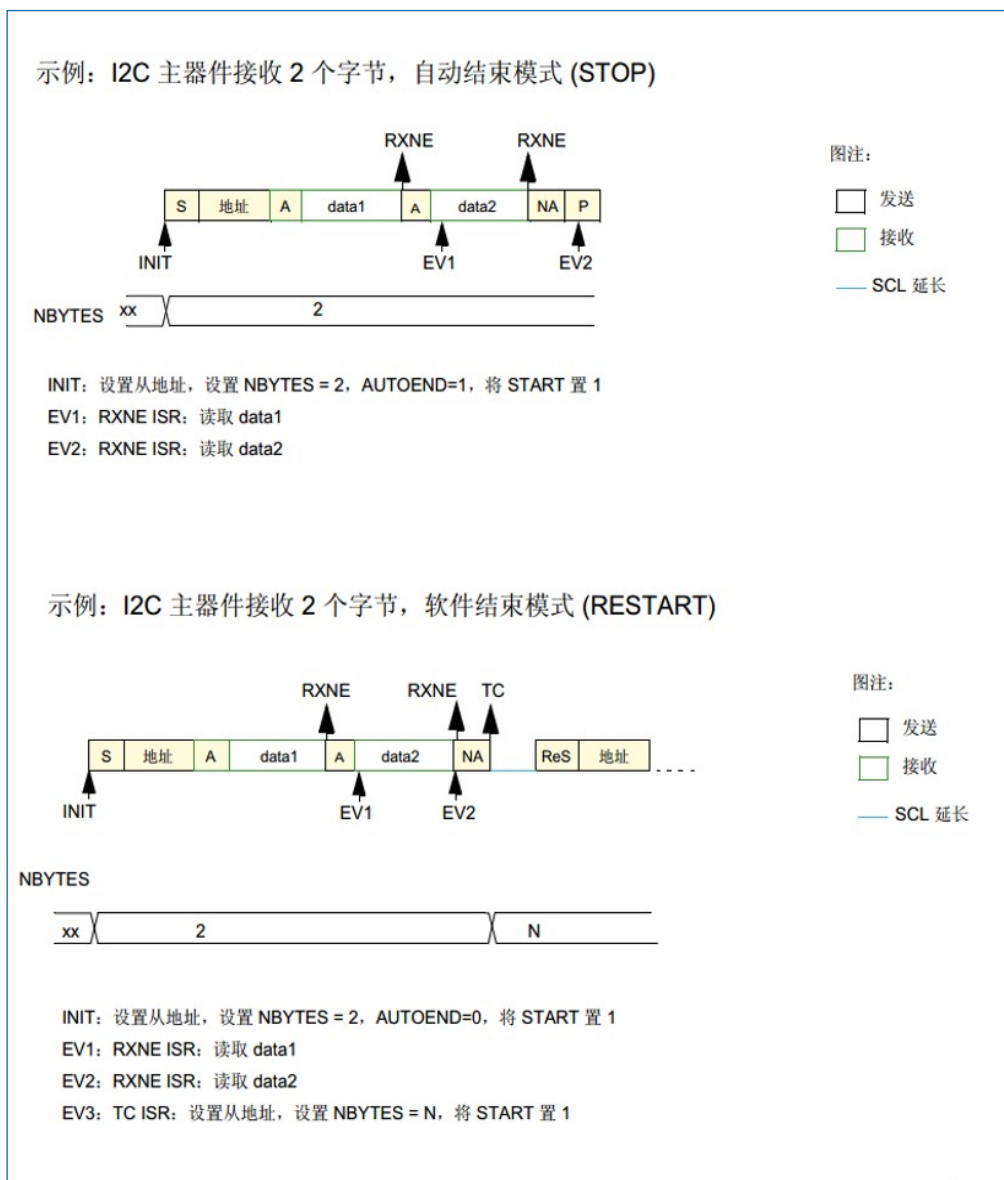 示例：I2C 主器件接收 2 个字节，自动结束模式 (STOP)
RXNE RXNE
图注：
S 地址 A data1 A data2 NA P
发送
接收
INIT EV1 EV2
SCL 延长
NBYTES xx 2
INIT：设置从地址，设置 NBYTES = 2，AUTOEND=1，将 START 置 1
EV1：RXNE ISR：读取 data1
EV2：RXNE ISR：读取 data2
示例：I2C 主器件接收 2 个字节，软件结束模式 (RESTART)
RXNE RXNE TC
图注：
发送
S 地址 A data1 A data2 NA ReS 地址
接收
INIT EV1 EV2
SCL 延长
NBYTES
xx 2 N
INIT：设置从地址，设置 NBYTES = 2，AUTOEND=0，将 START 置 1
EV1：RXNE ISR：读取 data1
EV2：RXNE ISR：读取 data2
EV3：TC ISR：设置从地址，设置 NBYTES = N，将 START 置 1